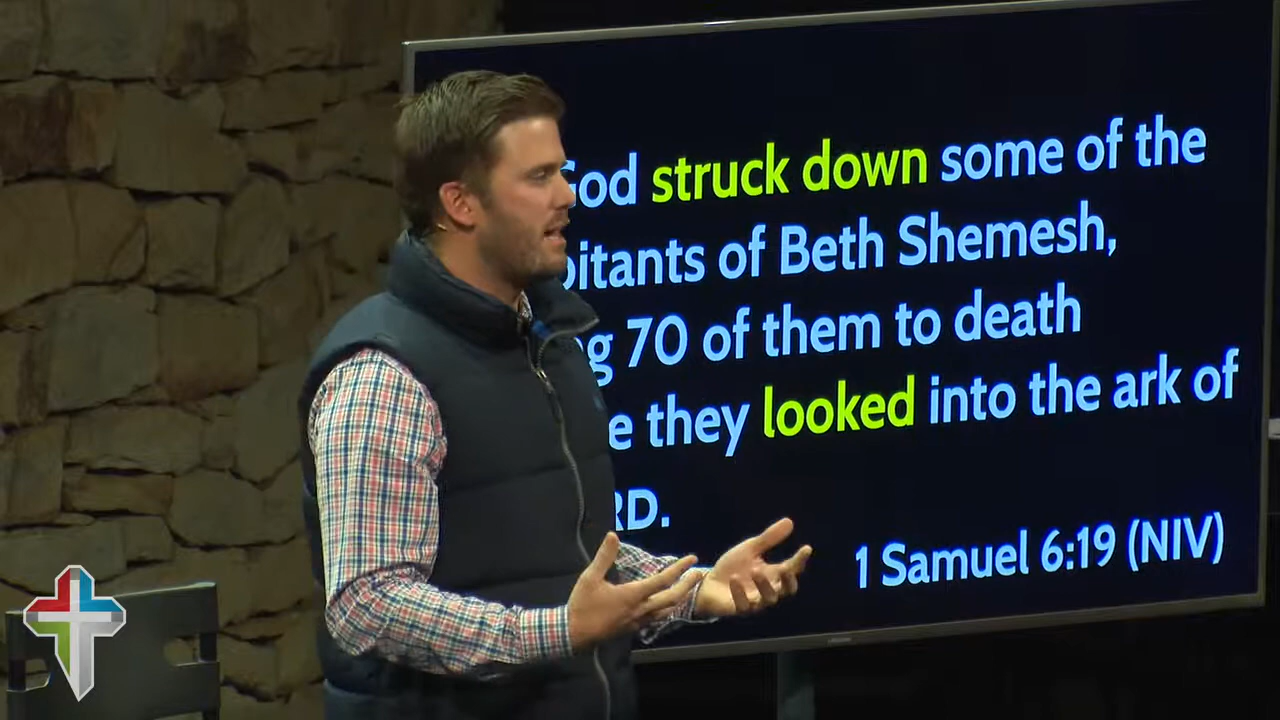 God struck down some of the
bitants of Beth Shemesh,
g 70 of them to death
e they looked into the ark of
RD.
1 Samuel 6:19 (NIV)